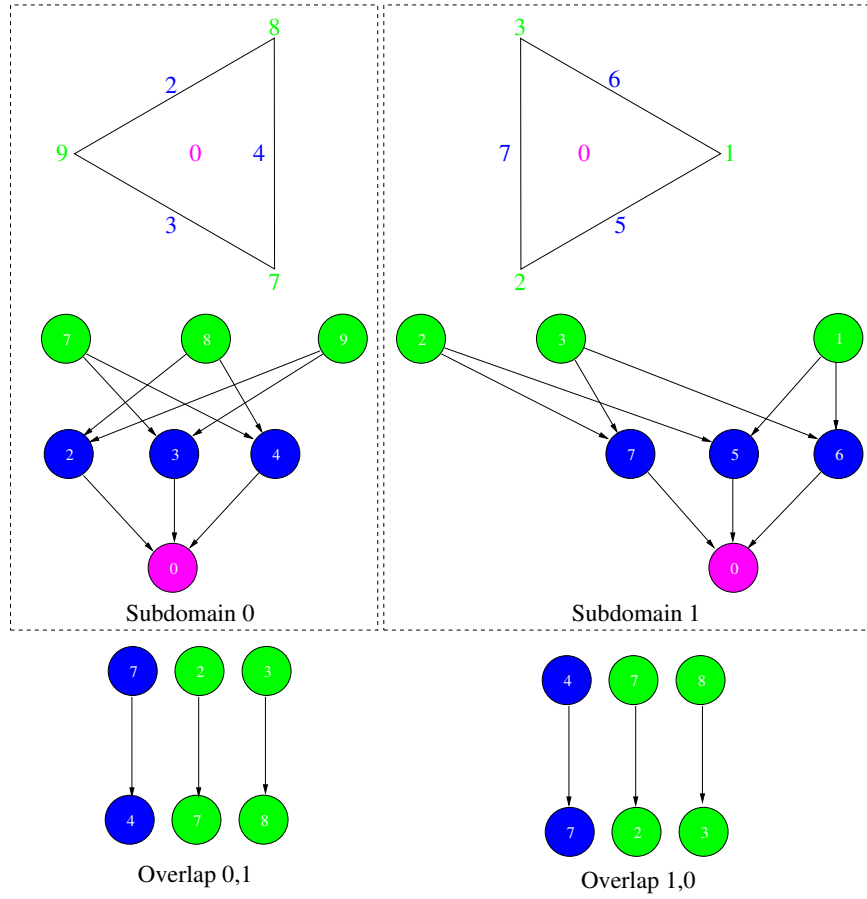 8 3
2 6
9 0 4 7 0 1
3 5
7 2
7 8 9 2 3 1
2 3 4 7 5 6
0 0
Subdomain 0 Subdomain 1
7 2 3 4 7 8
4 7 8 7 2 3
Overlap 0,1 Overlap 1,0